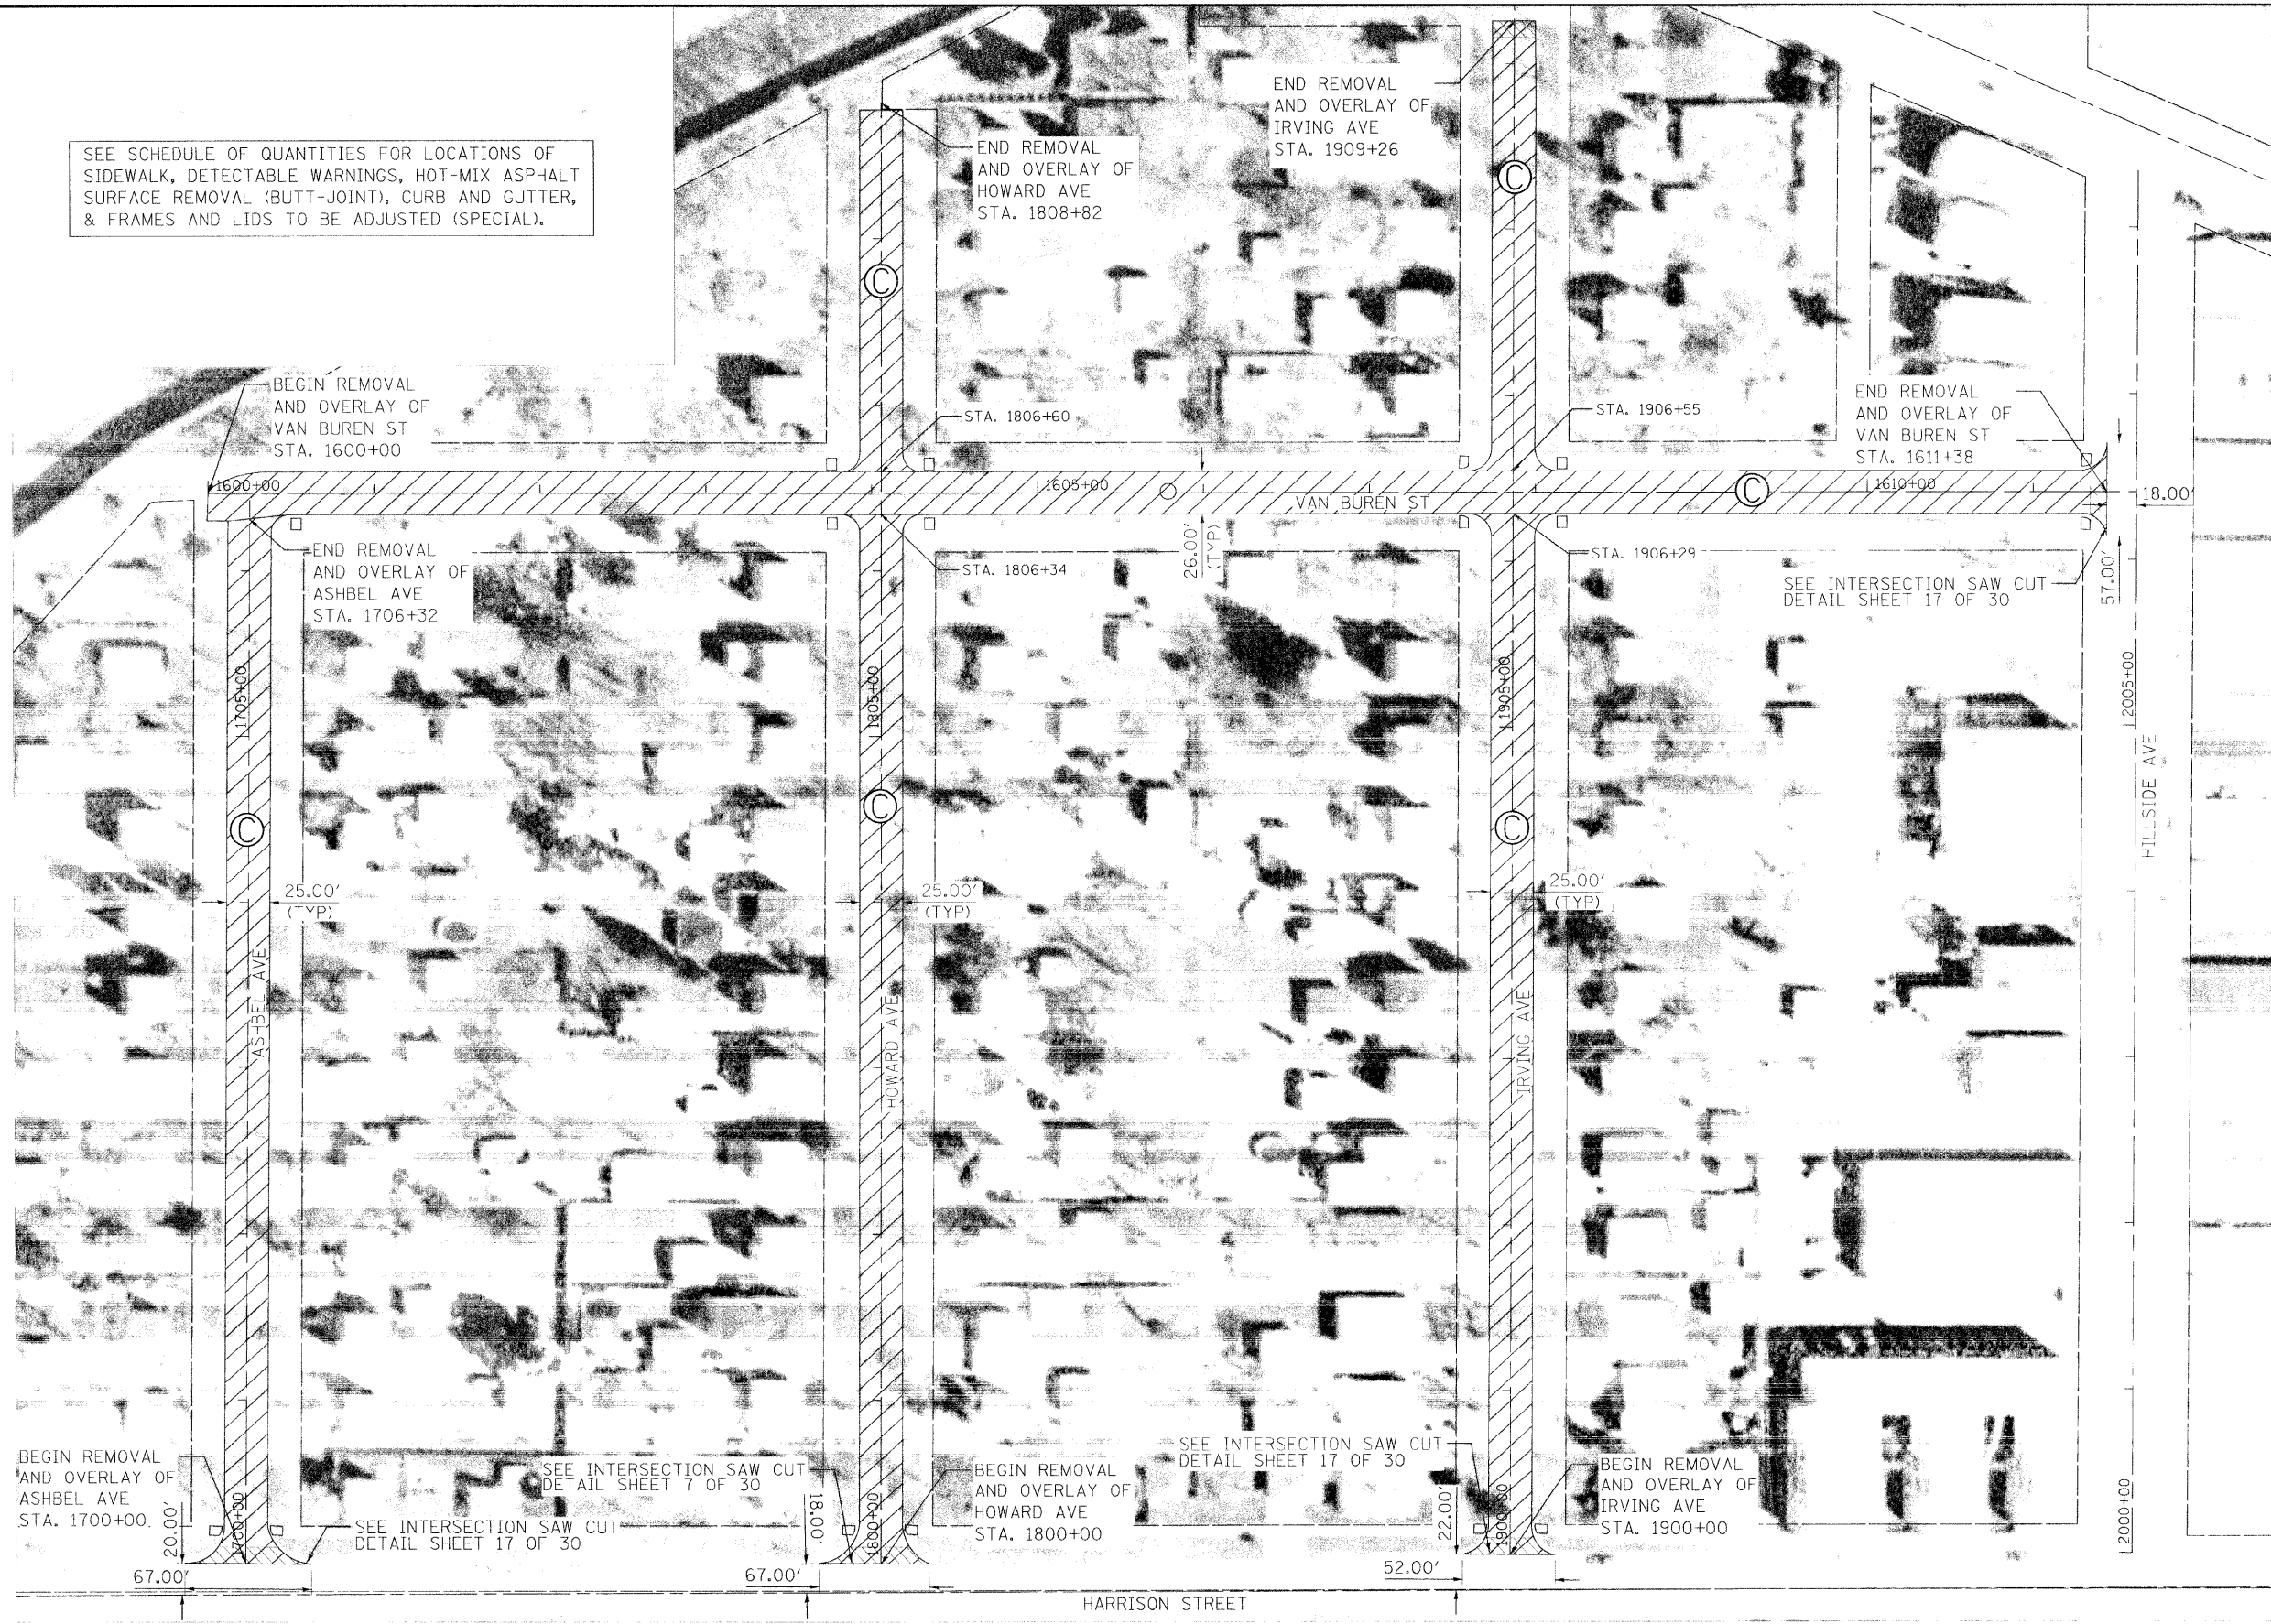 SEE SCHEDULE OF QUANTITIES FOR LOCATIONS OF
SIDEWALK, DETECTABLE WARNINGS, HOT-MIX ASPHALT
SURFACE REMOVAL (BUTT-JOINT), CURB AND GUTTER,
& FRAMES AND LIDS TO BE ADJUSTED (SPECIAL).
END REMOVAL
AND OVERLAY OF
IRVING AVE
STA. 1909+26
END REMOVAL
AND OVERLAY OF
HOWARD AVE
STA. 1808+82
C
C
BEGIN REMOVAL
AND OVERLAY OF
VAN BUREN ST
STA. 1600+00
STA. 1806+60
STA. 1906+55
END REMOVAL
AND OVERLAY OF
VAN BUREN ST
STA. 1611+38
1600+00
1605+00
VAN BUREN ST
C
1610+00
18.00'
END REMOVAL
AND OVERLAY OF
ASHBEL AVE
STA. 1706+32
STA. 1806+34
26.00'
(TYP)
STA. 1906+29
SEE INTERSECTION SAW CUT
DETAIL SHEET 17 OF 30
57.00'
1705+00
1805+00
1905+00
2005+00
HILLSIDE AVE
C
C
C
25.00'
(TYP)
25.00'
(TYP)
25.00'
(TYP)
ASHBEL AVE
HOWARD AVE
IRVING AVE
BEGIN REMOVAL
AND OVERLAY OF
ASHBEL AVE
STA. 1700+00
20.00'
1700+00
SEE INTERSECTION SAW CUT
DETAIL SHEET 17 OF 30
SEE INTERSECTION SAW CUT
DETAIL SHEET 7 OF 30
18.00'
1800+00
BEGIN REMOVAL
AND OVERLAY OF
HOWARD AVE
STA. 1800+00
SEE INTERSECTION SAW CUT
DETAIL SHEET 17 OF 30
22.00'
1900+00
BEGIN REMOVAL
AND OVERLAY OF
IRVING AVE
STA. 1900+00
2000+00
67.00'
67.00'
52.00'
HARRISON STREET